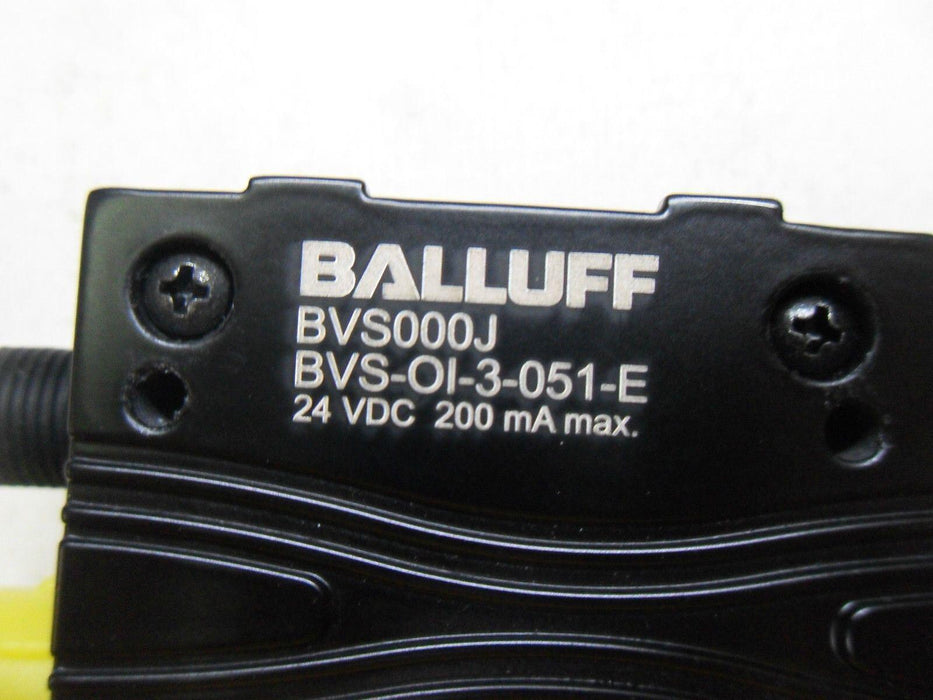 BALLUFF
BVS000J
BVS-OI-3-051-E
24 VDC 200 mA max.